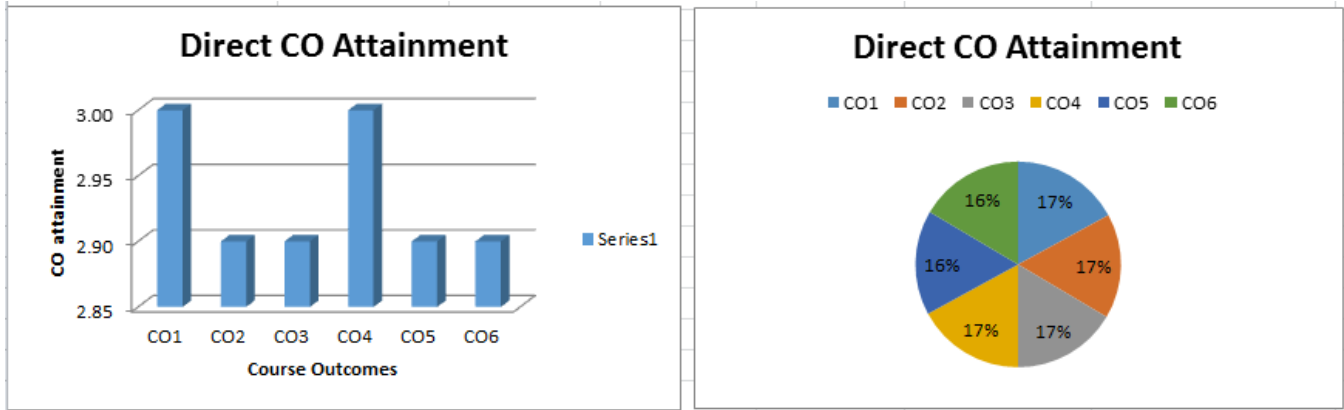 Direct CO Attainment
3.00
2.95
2.90
2.85
CO attainment
CO1 CO2 CO3 CO4 CO5 CO6
Course Outcomes
Series1
Direct CO Attainment
CO1 CO2 CO3 CO4 CO5 CO6
16% 17%
16% 17%
17% 17%